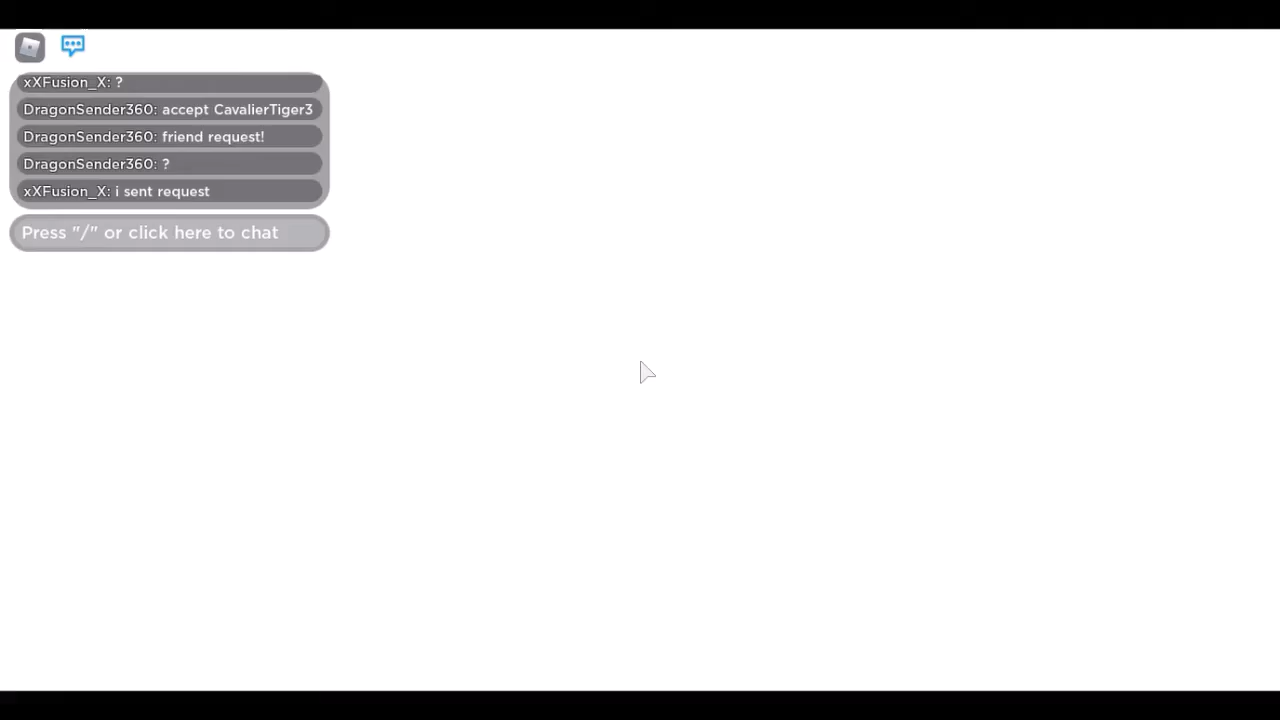 xXFusion_X: ?
DragonSender360: accept CavalierTiger3
DragonSender360: friend request!
DragonSender360: ?
xXFusion_X: i sent request
Press "/" or click here to chat